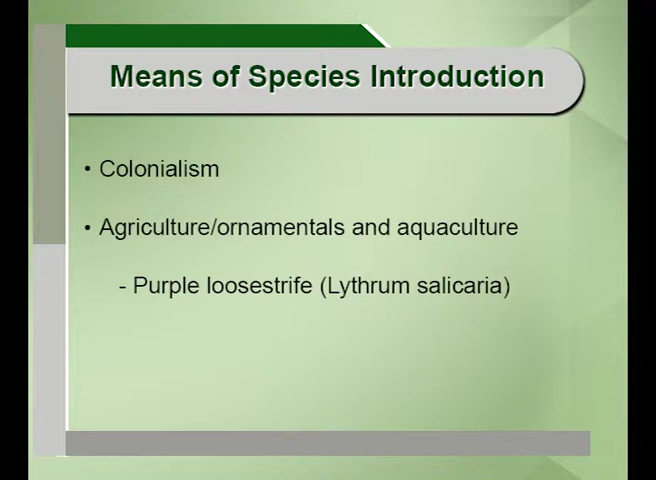 Means of Species Introduction
• Colonialism
• Agriculture/ornamentals and aquaculture
- Purple loosestrife (Lythrum salicaria)